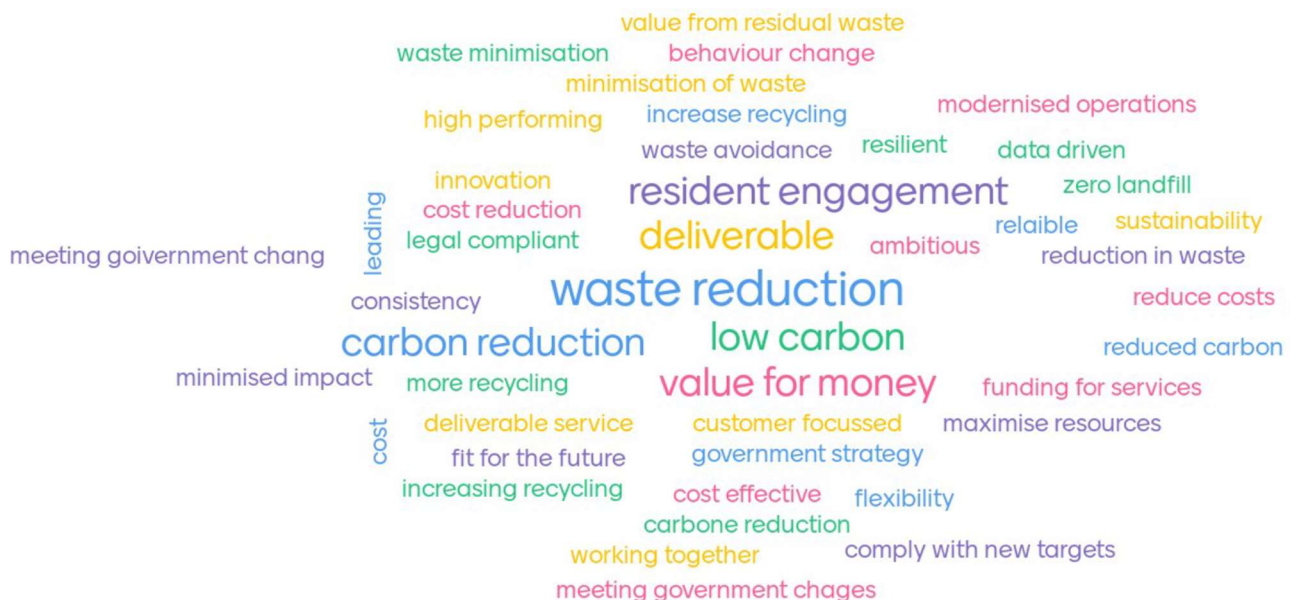 value from residual waste
waste minimisation
behaviour change
minimisation of waste
high performing
increase recycling
modernised operations
waste avoidance
resilient
data driven
innovation
resident engagement
zero landfill
leading
cost reduction
legal compliant
deliverable
ambitious
relaible
sustainability
meeting goivernment chang
reduction in waste
consistency
waste reduction
reduce costs
carbon reduction
low carbon
reduced carbon
minimised impact
more recycling
value for money
funding for services
cost
deliverable service
customer focussed
maximise resources
fit for the future
government strategy
increasing recycling
cost effective
flexibility
carbone reduction
working together
comply with new targets
meeting government chages